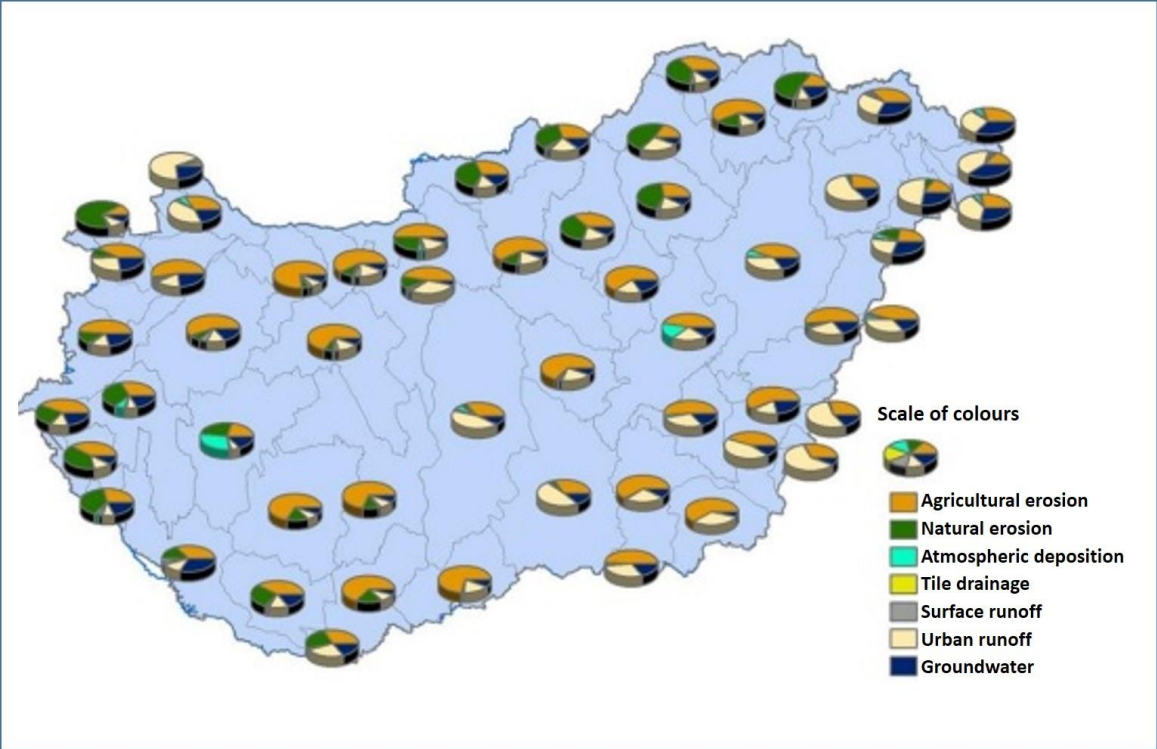 Scale of colours
Agricultural erosion
Natural erosion
Atmospheric deposition
Tile drainage
Surface runoff
Urban runoff
Groundwater